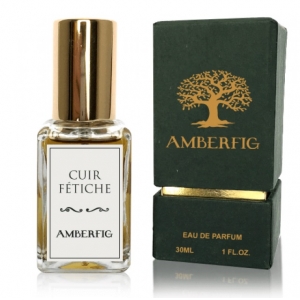 CUIR
FÉTICHE
AMBERFIG
AMBERFIG
EAU DE PARFUM
30ML 1 FL.OZ.